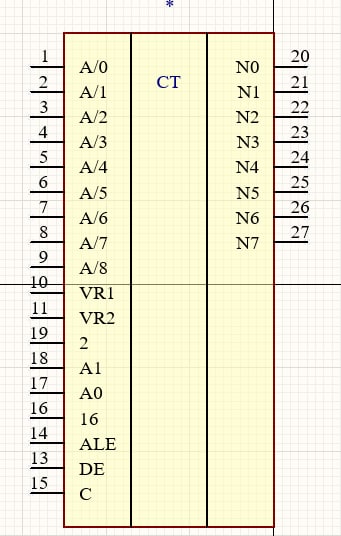 *
1 A/0 CT N0 20
2 A/1 N1 21
3 A/2 N2 22
4 A/3 N3 23
5 A/4 N4 24
6 A/5 N5 25
7 A/6 N6 26
8 A/7 N7 27
9 A/8
10 VR1
11 VR2
19 2
18 A1
17 A0
16 16
14 ALE
13 DE
15 C